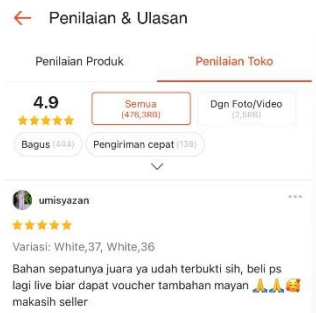 Penilaian & Ulasan
Penilaian Produk
Penilaian Toko
4.9
Semua
(476,3RB)
Dgn Foto/Video
(2,5RB)
Bagus (444)
Pengiriman cepat (138)
umisyazan
Variasi: White,37, White,36
Bahan sepatunya juara ya udah terbukti sih, beli ps
lagi live biar dapat voucher tambahan mayan 🙏🙏🥰
makasih seller